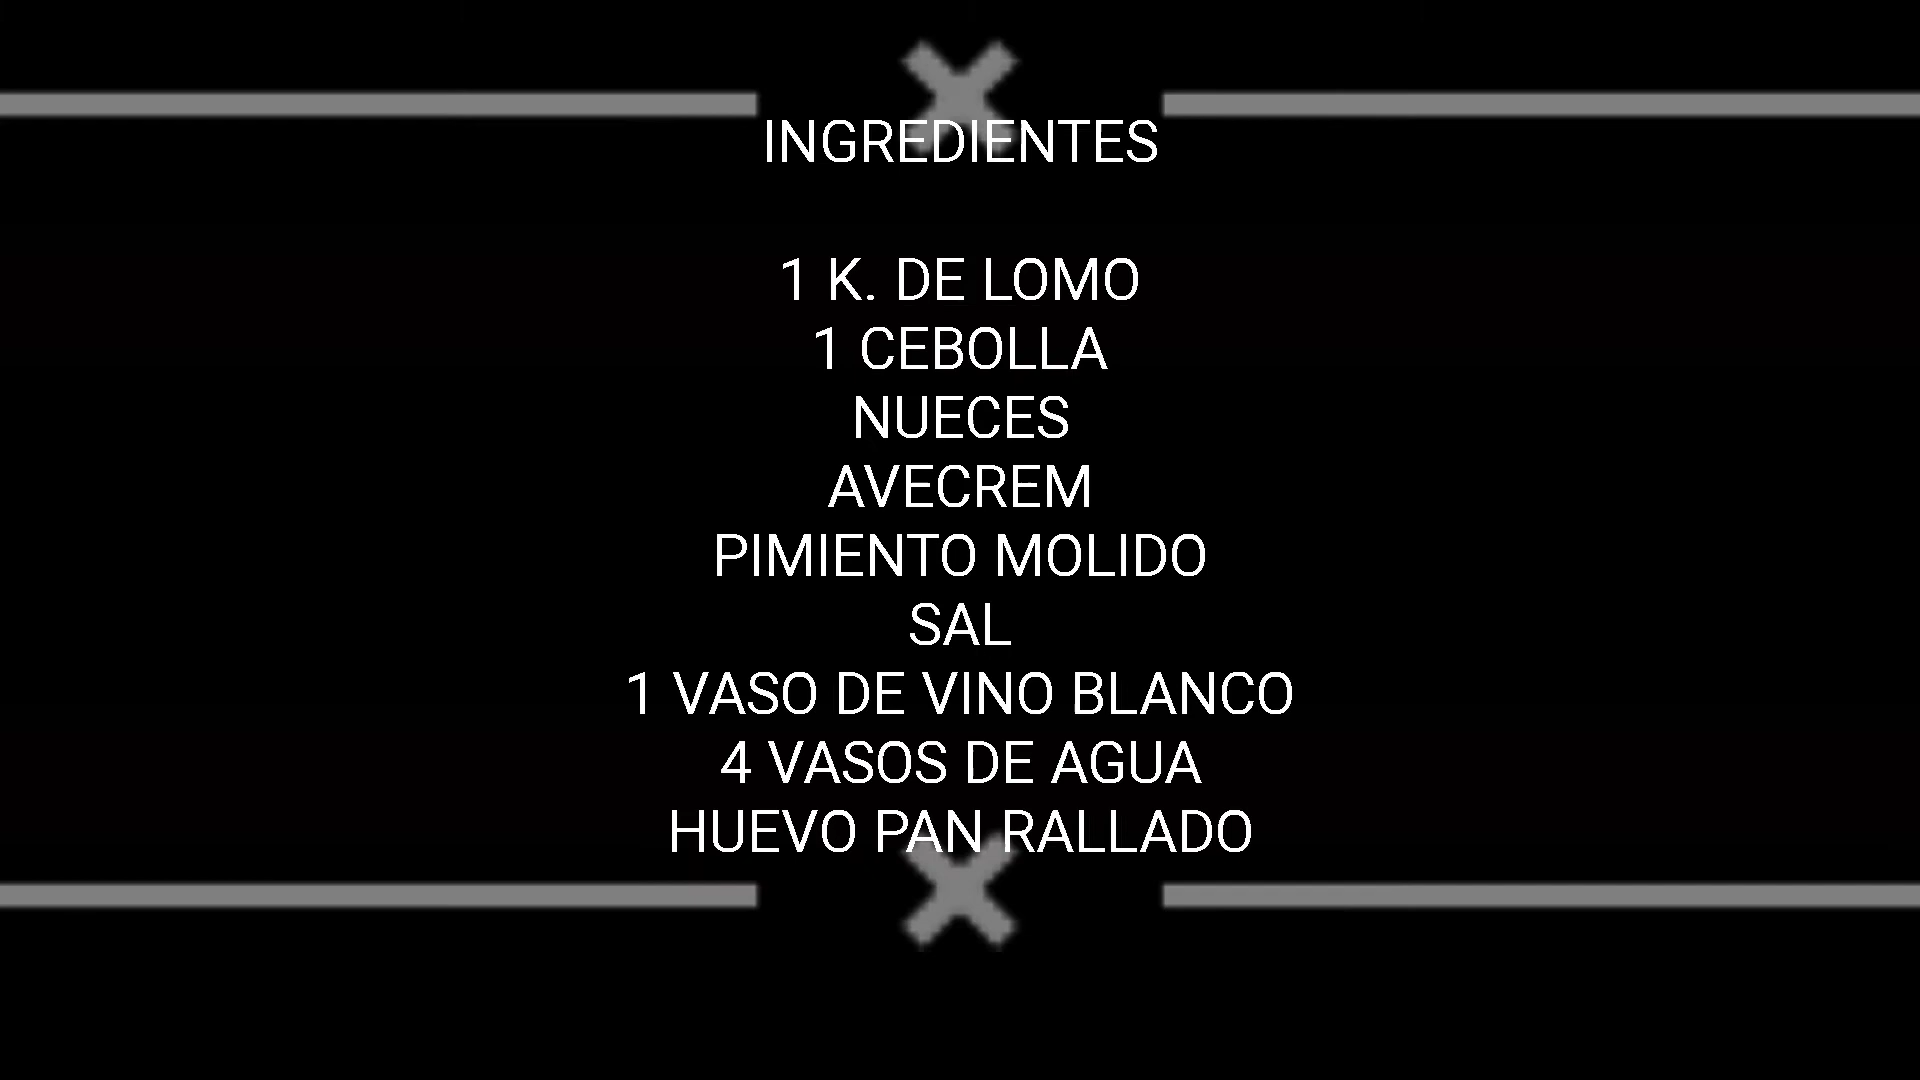 INGREDIENTES
1 K. DE LOMO
1 CEBOLLA
NUECES
AVECREM
PIMIENTO MOLIDO
SAL
1 VASO DE VINO BLANCO
4 VASOS DE AGUA
HUEVO PAN RALLADO